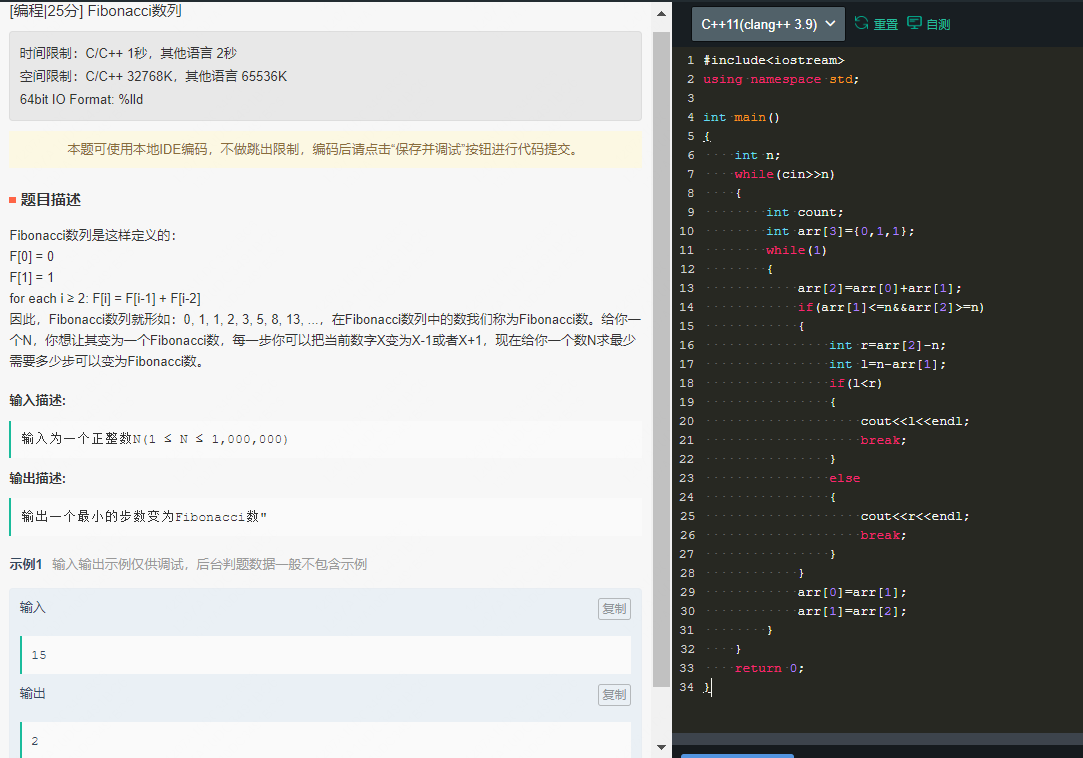 [编程|25分] Fibonacci数列
时间限制：C/C++ 1秒，其他语言 2秒
空间限制：C/C++ 32768K，其他语言 65536K
64bit IO Format: %lld
本题可使用本地IDE编码，不做跳出限制，编码后请点击“保存并调试”按钮进行代码提交。
题目描述
Fibonacci数列是这样定义的：
F[0] = 0
F[1] = 1
for each i ≥ 2: F[i] = F[i-1] + F[i-2]
因此，Fibonacci数列就形如：0, 1, 1, 2, 3, 5, 8, 13, ...，在Fibonacci数列中的数我们称为Fibonacci数。给你一
个N，你想让其变为一个Fibonacci数，每一步你可以把当前数字X变为X-1或者X+1，现在给你一个数N求最少
需要多少步可以变为Fibonacci数。
输入描述:
输入为一个正整数N(1 ≤ N ≤ 1,000,000)
输出描述:
输出一个最小的步数变为Fibonacci数"
示例1 输入输出示例仅供调试，后台判题数据一般不包含示例
输入
复制
15
输出
复制
2
C++11(clang++ 3.9)
重置
自测
1 #include<iostream>
2 using namespace std;
3
4 int main()
5 {
6 int n;
7 while(cin>>n)
8 {
9 int count;
10 int arr[3]={0,1,1};
11 while(1)
12 {
13 arr[2]=arr[0]+arr[1];
14 if(arr[1]<=n&&arr[2]>=n)
15 {
16 int r=arr[2]-n;
17 int l=n-arr[1];
18 if(l<r)
19 {
20 cout<<l<<endl;
21 break;
22 }
23 else
24 {
25 cout<<r<<endl;
26 break;
27 }
28 }
29 arr[0]=arr[1];
30 arr[1]=arr[2];
31 }
32 }
33 return 0;
34 }